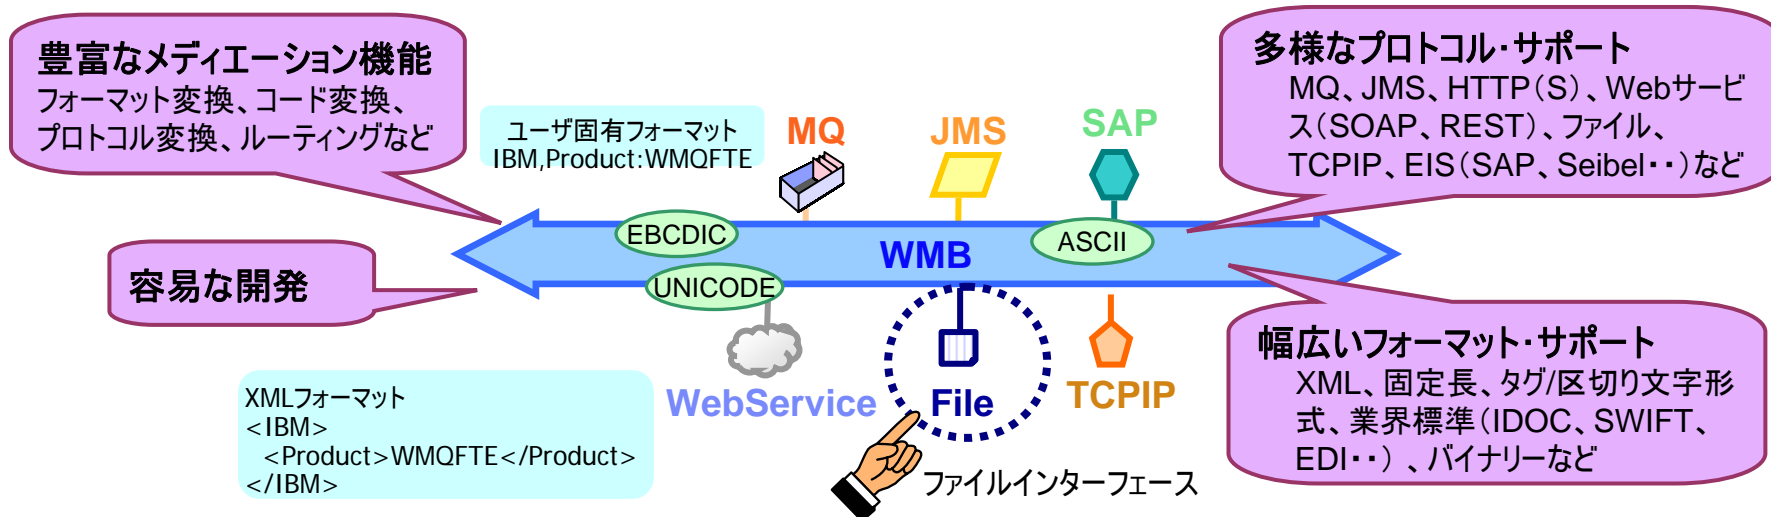 豊富なメディエーション機能
フォーマット変換、コード変換、
プロトコル変換、ルーティングなど
ユーザ固有フォーマット
IBM,Product:WMQFTE
MQ
JMS
SAP
多様なプロトコル・サポート
MQ、JMS、HTTP(S)、Webサービ
ス(SOAP、REST)、ファイル、
TCPIP、EIS(SAP、Seibel・・)など
EBCDIC
WMB
ASCII
UNICODE
容易な開発
WebService
File
TCPIP
幅広いフォーマット・サポート
XML、固定長、タグ/区切り文字形
式、業界標準(IDOC、SWIFT、
EDI・・) 、バイナリーなど
XMLフォーマット
<IBM>
<Product>WMQFTE</Product>
</IBM>
ファイルインターフェース